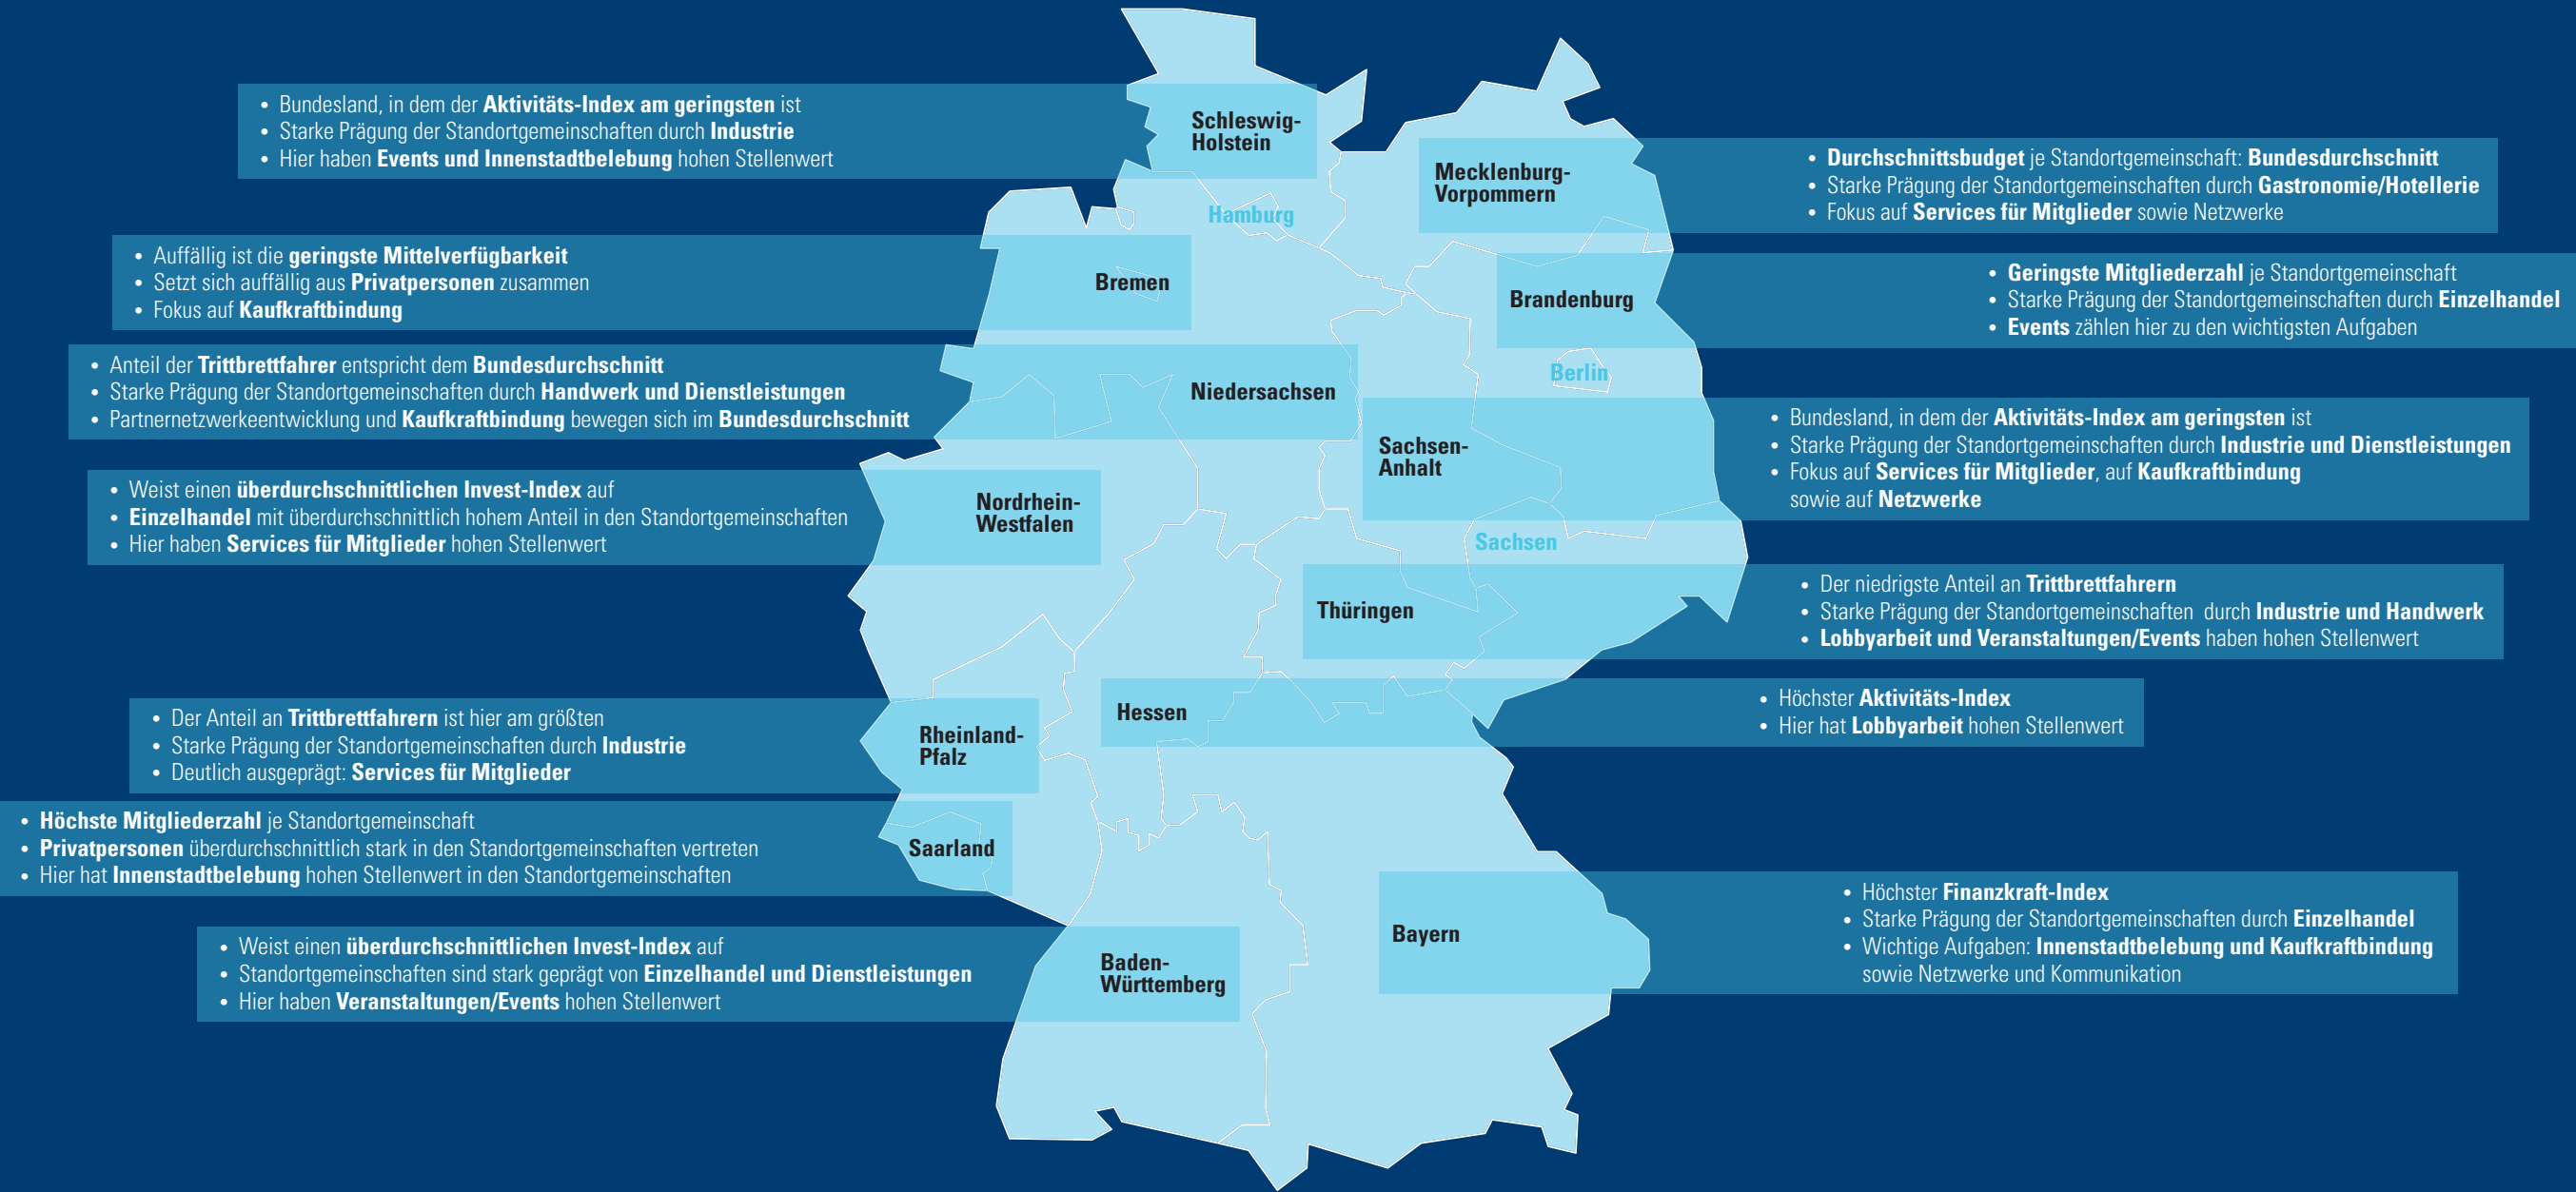 • Bundesland, in dem der Aktivitäts-Index am geringsten ist
• Starke Prägung der Standortgemeinschaften durch Industrie
• Hier haben Events und Innenstadtbelebung hohen Stellenwert
Schleswig-
Holstein
Mecklenburg-
Vorpommern
• Durchschnittsbudget je Standortgemeinschaft: Bundesdurchschnitt
• Starke Prägung der Standortgemeinschaften durch Gastronomie/Hotellerie
• Fokus auf Services für Mitglieder sowie Netzwerke
Hamburg
• Auffällig ist die geringste Mittelverfügbarkeit
• Setzt sich auffällig aus Privatpersonen zusammen
• Fokus auf Kaufkraftbindung
Bremen
Brandenburg
• Geringste Mitgliederzahl je Standortgemeinschaft
• Starke Prägung der Standortgemeinschaften durch Einzelhandel
• Events zählen hier zu den wichtigsten Aufgaben
Berlin
• Anteil der Trittbrettfahrer entspricht dem Bundesdurchschnitt
• Starke Prägung der Standortgemeinschaften durch Handwerk und Dienstleistungen
• Partnernetzwerkeentwicklung und Kaufkraftbindung bewegen sich im Bundesdurchschnitt
Niedersachsen
Sachsen-
Anhalt
• Bundesland, in dem der Aktivitäts-Index am geringsten ist
• Starke Prägung der Standortgemeinschaften durch Industrie und Dienstleistungen
• Fokus auf Services für Mitglieder, auf Kaufkraftbindung
sowie auf Netzwerke
• Weist einen überdurchschnittlichen Invest-Index auf
• Einzelhandel mit überdurchschnittlich hohem Anteil in den Standortgemeinschaften
• Hier haben Services für Mitglieder hohen Stellenwert
Nordrhein-
Westfalen
Sachsen
Thüringen
• Der niedrigste Anteil an Trittbrettfahrern
• Starke Prägung der Standortgemeinschaften durch Industrie und Handwerk
• Lobbyarbeit und Veranstaltungen/Events haben hohen Stellenwert
Hessen
• Höchster Aktivitäts-Index
• Hier hat Lobbyarbeit hohen Stellenwert
• Der Anteil an Trittbrettfahrern ist hier am größten
• Starke Prägung der Standortgemeinschaften durch Industrie
• Deutlich ausgeprägt: Services für Mitglieder
Rheinland-
Pfalz
• Höchste Mitgliederzahl je Standortgemeinschaft
• Privatpersonen überdurchschnittlich stark in den Standortgemeinschaften vertreten
• Hier hat Innenstadtbelebung hohen Stellenwert in den Standortgemeinschaften
Saarland
Bayern
• Höchster Finanzkraft-Index
• Starke Prägung der Standortgemeinschaften durch Einzelhandel
• Wichtige Aufgaben: Innenstadtbelebung und Kaufkraftbindung
sowie Netzwerke und Kommunikation
• Weist einen überdurchschnittlichen Invest-Index auf
• Standortgemeinschaften sind stark geprägt von Einzelhandel und Dienstleistungen
• Hier haben Veranstaltungen/Events hohen Stellenwert
Baden-
Württemberg